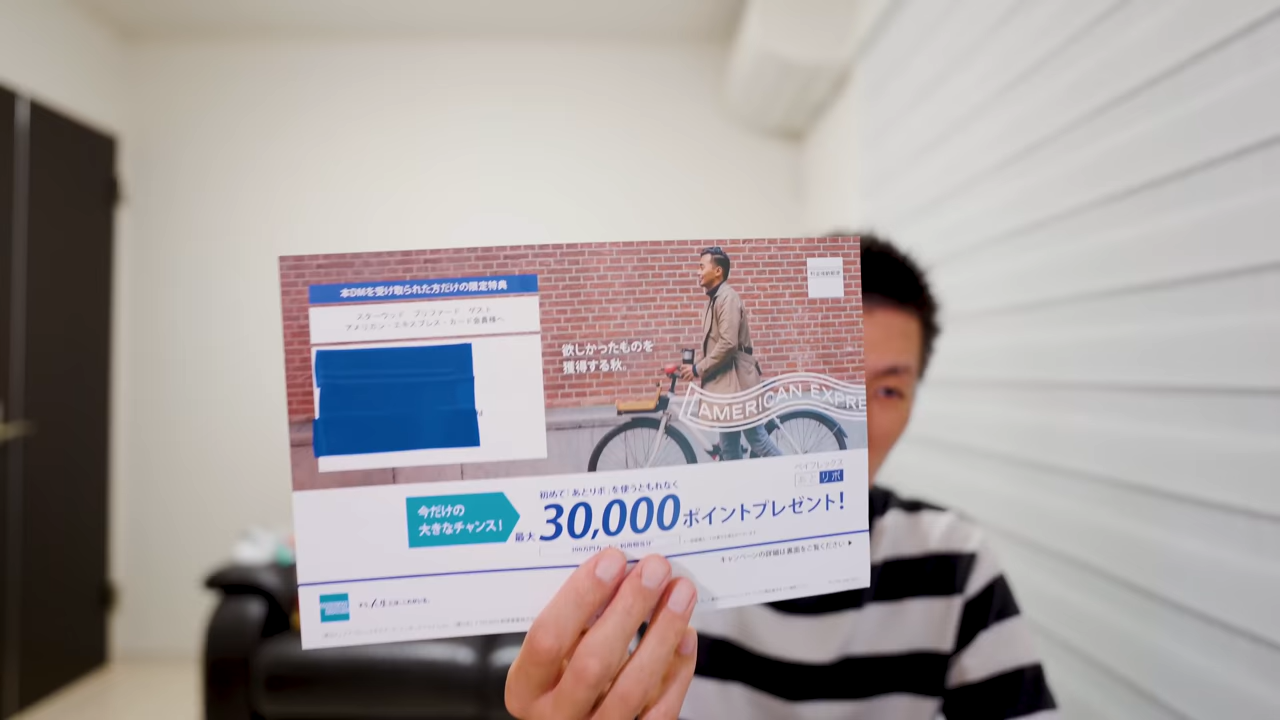 本DMを受け取られた方だけの限定特典
スターウッド プリファード ゲスト
アメリカン・エキスプレス・カード会員様へ
欲しかったものを
獲得する秋。
AMERICAN EXPRE
ペイフレックス
あとリボ
今だけの
大きなチャンス!
初めて「あとリボ」を使うともれなく
最大30,000ポイントプレゼント!
キャンペーンの詳細は裏面をご覧ください ▶